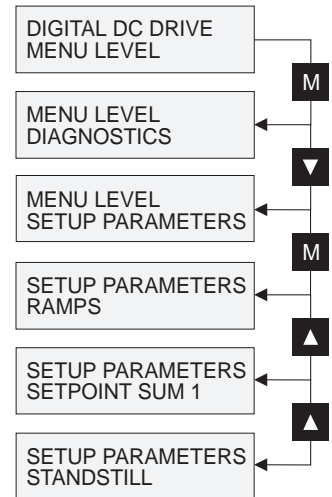 DIGITAL DC DRIVE
MENU LEVEL
M
MENU LEVEL
DIAGNOSTICS
MENU LEVEL
SETUP PARAMETERS
M
SETUP PARAMETERS
RAMPS
SETUP PARAMETERS
SETPOINT SUM 1
SETUP PARAMETERS
STANDSTILL